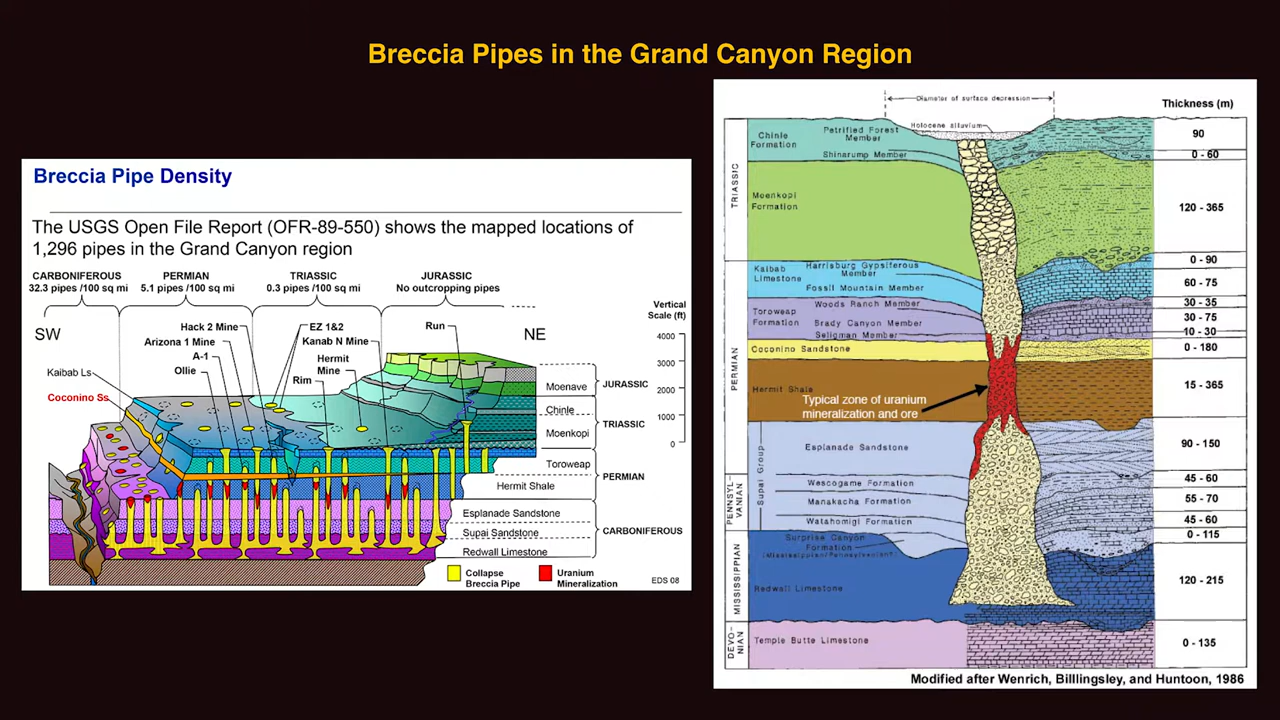 Breccia Pipes in the Grand Canyon Region
Breccia Pipe Density
The USGS Open File Report (OFR-89-550) shows the mapped locations of
1,296 pipes in the Grand Canyon region
CARBONIFEROUS
32.3 pipes /100 sq mi
PERMIAN
5.1 pipes /100 sq mi
TRIASSIC
0.3 pipes /100 sq mi
JURASSIC
No outcropping pipes
Vertical
Scale (ft)
4000
3000
2000
1000
0
SW
NE
Hack 2 Mine
Arizona 1 Mine
A-1
Ollie
EZ 1&2
Kanab N Mine
Hermit
Mine
Rim
Run
Kaibab Ls
Coconino Ss
Moenave
JURASSIC
Chinle
TRIASSIC
Moenkopi
Toroweap
PERMIAN
Hermit Shale
Esplanade Sandstone
Supai Sandstone
CARBONIFEROUS
Redwall Limestone
Collapse
Breccia Pipe
Uranium
Mineralization
EDS 08
Diameter of surface depression
Thickness (m)
Holocene alluvium
TRIASSIC
Chinle
Formation
Petrified Forest
Member
90
Shinarump Member
0 - 60
Moenkopi
Formation
120 - 365
PERMIAN
Kaibab
Limestone
Harrisburg Gypsiferous
Member
0 - 90
Fossil Mountain Member
60 - 75
Toroweap
Formation
Woods Ranch Member
30 - 35
Brady Canyon Member
30 - 75
Seligman Member
10 - 30
Coconino Sandstone
0 - 180
Hermit Shale
15 - 365
Typical zone of uranium
mineralization and ore
Supai Group
Esplanade Sandstone
90 - 150
PENNSYL-
VANIAN
Wescogame Formation
45 - 60
Manakacha Formation
55 - 70
Watahomigi Formation
45 - 60
MISSISSIPPIAN
Surprise Canyon
Formation
(Mississippian/Pennsylvanian?)
0 - 115
Redwall Limestone
120 - 215
DEVO-
NIAN
Temple Butte Limestone
0 - 135
Modified after Wenrich, Billlingsley, and Huntoon, 1986